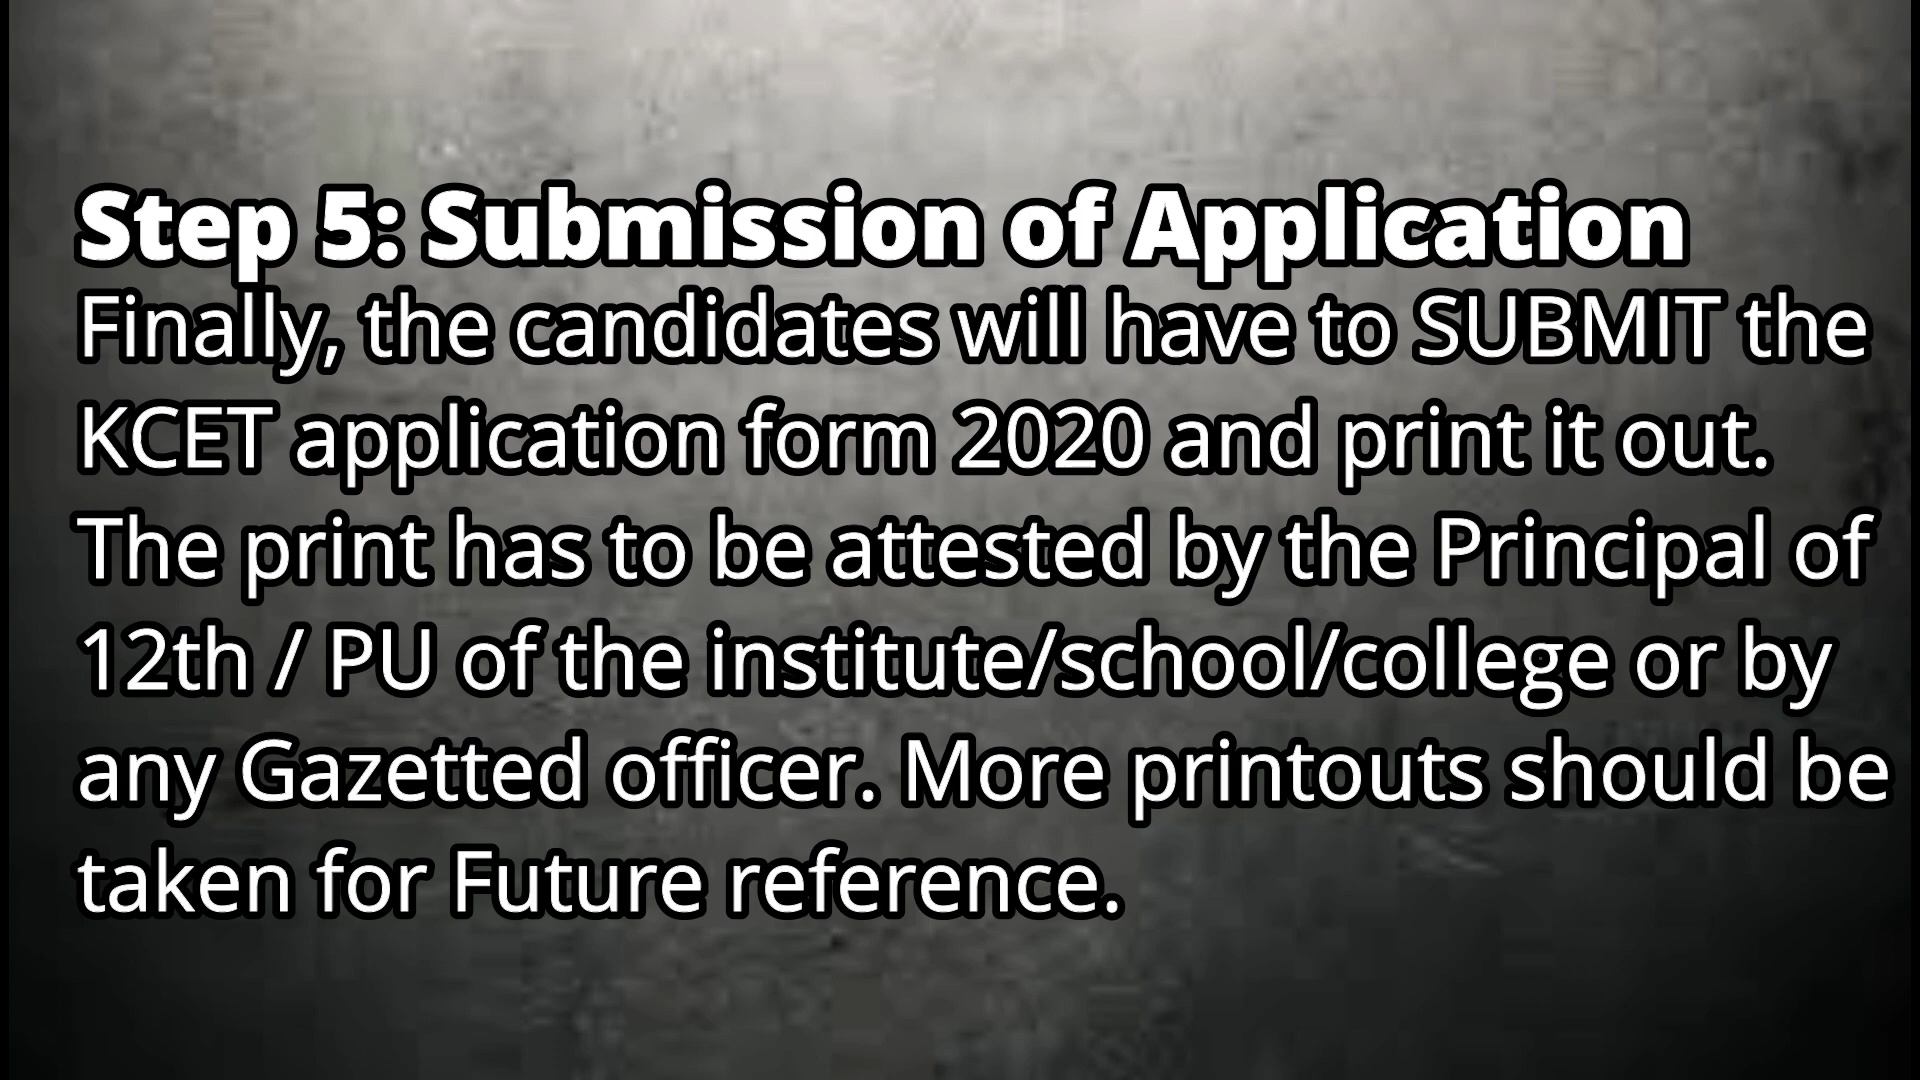 Step 5: Submission of Application
Finally, the candidates will have to SUBMIT the
KCET application form 2020 and print it out.
The print has to be attested by the Principal of
12th / PU of the institute/school/college or by
any Gazetted officer. More printouts should be
taken for Future reference.